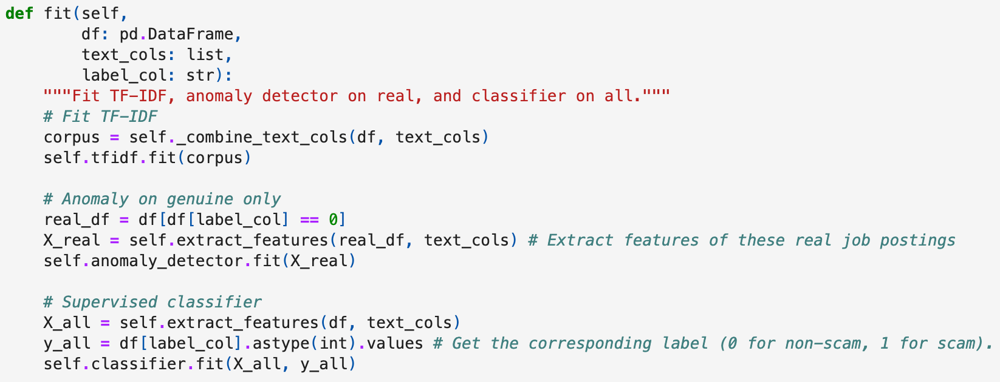 def fit(self,
        df: pd.DataFrame,
        text_cols: list,
        label_col: str):
    """Fit TF-IDF, anomaly detector on real, and classifier on all."""
    # Fit TF-IDF
    corpus = self._combine_text_cols(df, text_cols)
    self.tfidf.fit(corpus)

    # Anomaly on genuine only
    real_df = df[df[label_col] == 0]
    X_real = self.extract_features(real_df, text_cols) # Extract features of these real job postings
    self.anomaly_detector.fit(X_real)

    # Supervised classifier
    X_all = self.extract_features(df, text_cols)
    y_all = df[label_col].astype(int).values # Get the corresponding label (0 for non-scam, 1 for scam).
    self.classifier.fit(X_all, y_all)